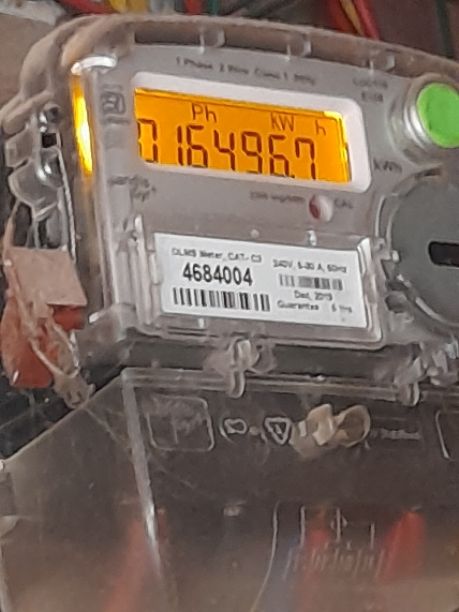 1 Phase 2 Wire Class 1
Ph kW h
0164967
kWh
CAL
DLMS Meter, CAT- C3
4684004
240V, 5-30 A, 50Hz
Dec, 2019
Guarantee : 5 Yrs